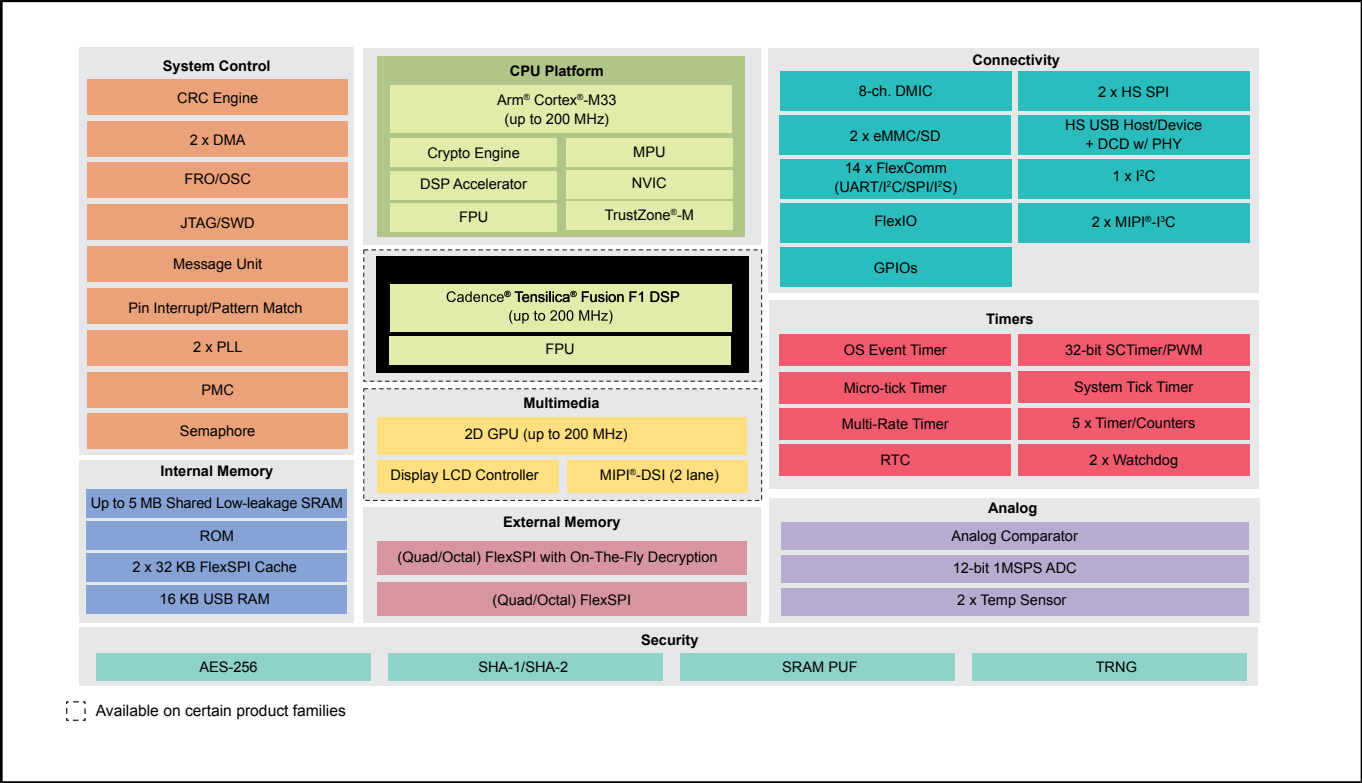 System Control
CRC Engine
2 x DMA
FRO/OSC
JTAG/SWD
Message Unit
Pin Interrupt/Pattern Match
2 x PLL
PMC
Semaphore
Internal Memory
Up to 5 MB Shared Low-leakage SRAM
ROM
2 x 32 KB FlexSPI Cache
16 KB USB RAM
CPU Platform
Arm® Cortex®-M33
(up to 200 MHz)
Crypto Engine
MPU
DSP Accelerator
NVIC
FPU
TrustZone®-M
Cadence® Tensilica® Fusion F1 DSP
(up to 200 MHz)
FPU
Multimedia
2D GPU (up to 200 MHz)
Display LCD Controller
MIPI®-DSI (2 lane)
External Memory
(Quad/Octal) FlexSPI with On-The-Fly Decryption
(Quad/Octal) FlexSPI
Connectivity
8-ch. DMIC
2 x HS SPI
2 x eMMC/SD
HS USB Host/Device
+ DCD w/ PHY
14 x FlexComm
(UART/I²C/SPI/I²S)
1 x I²C
FlexIO
2 x MIPI®-I³C
GPIOs
Timers
OS Event Timer
32-bit SCTimer/PWM
Micro-tick Timer
System Tick Timer
Multi-Rate Timer
5 x Timer/Counters
RTC
2 x Watchdog
Analog
Analog Comparator
12-bit 1MSPS ADC
2 x Temp Sensor
Security
AES-256
SHA-1/SHA-2
SRAM PUF
TRNG
Available on certain product families